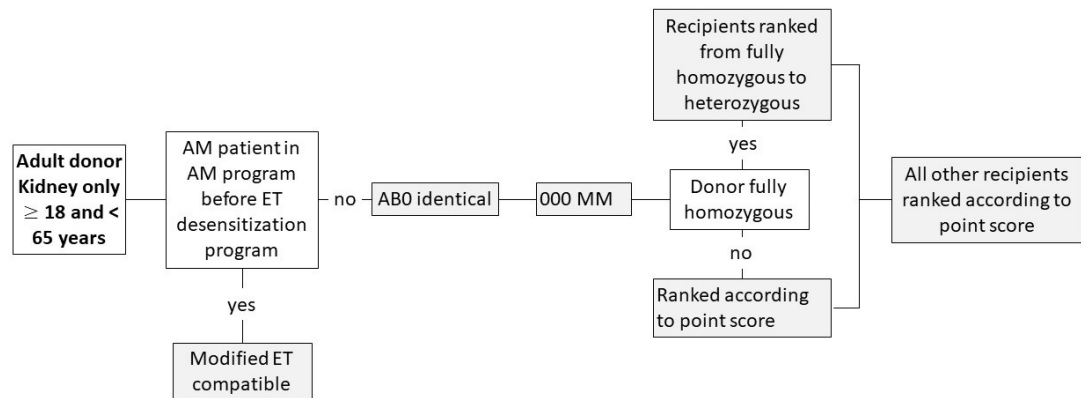 Recipients ranked
from fully
homozygous to
heterozygous
yes
Adult donor
Kidney only
≥ 18 and <
65 years
AM patient in
AM program
before ET
desensitization
program
no
AB0 identical
000 MM
Donor fully
homozygous
All other recipients
ranked according to
point score
no
Ranked according
to point score
yes
Modified ET
compatible